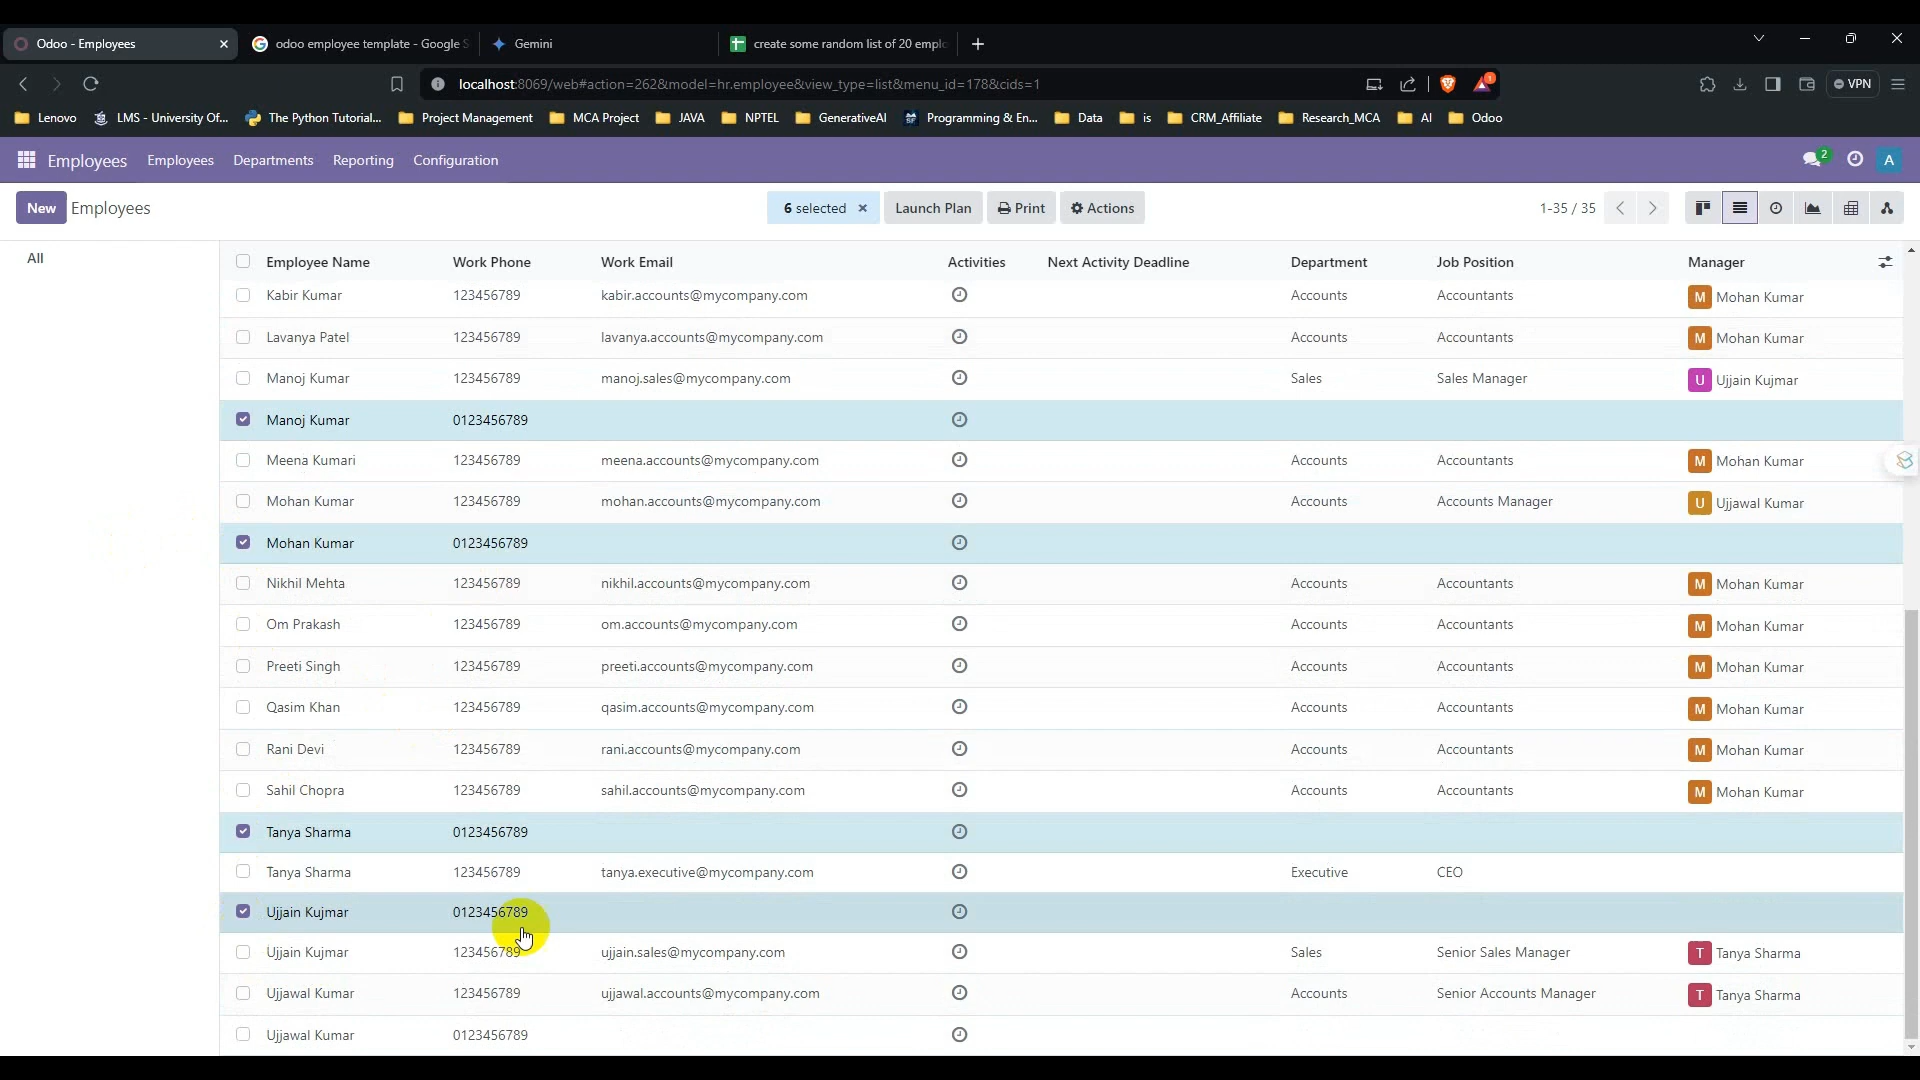 Odoo - Employees
odoo employee template - Google S
Gemini
create some random list of 20 emplo
localhost:8069/web#action=262&model=hr.employee&view_type=list&menu_id=178&cids=1
VPN
Lenovo LMS - University Of... The Python Tutorial... Project Management MCA Project JAVA NPTEL GenerativeAI Programming & En... Data is CRM_Affiliate Research_MCA AI Odoo
Employees Employees Departments Reporting Configuration 2 A
New Employees 6 selected Launch Plan Print Actions 1-35 / 35
All
Employee Name Work Phone Work Email Activities Next Activity Deadline Department Job Position Manager
Kabir Kumar 123456789 kabir.accounts@mycompany.com Accounts Accountants M Mohan Kumar
Lavanya Patel 123456789 lavanya.accounts@mycompany.com Accounts Accountants M Mohan Kumar
Manoj Kumar 123456789 manoj.sales@mycompany.com Sales Sales Manager U Ujjain Kujmar
Manoj Kumar 0123456789
Meena Kumari 123456789 meena.accounts@mycompany.com Accounts Accountants M Mohan Kumar
Mohan Kumar 123456789 mohan.accounts@mycompany.com Accounts Accounts Manager U Ujjawal Kumar
Mohan Kumar 0123456789
Nikhil Mehta 123456789 nikhil.accounts@mycompany.com Accounts Accountants M Mohan Kumar
Om Prakash 123456789 om.accounts@mycompany.com Accounts Accountants M Mohan Kumar
Preeti Singh 123456789 preeti.accounts@mycompany.com Accounts Accountants M Mohan Kumar
Qasim Khan 123456789 qasim.accounts@mycompany.com Accounts Accountants M Mohan Kumar
Rani Devi 123456789 rani.accounts@mycompany.com Accounts Accountants M Mohan Kumar
Sahil Chopra 123456789 sahil.accounts@mycompany.com Accounts Accountants M Mohan Kumar
Tanya Sharma 0123456789
Tanya Sharma 123456789 tanya.executive@mycompany.com Executive CEO
Ujjain Kujmar 0123456789
Ujjain Kujmar 123456789 ujjain.sales@mycompany.com Sales Senior Sales Manager T Tanya Sharma
Ujjawal Kumar 123456789 ujjawal.accounts@mycompany.com Accounts Senior Accounts Manager T Tanya Sharma
Ujjawal Kumar 0123456789